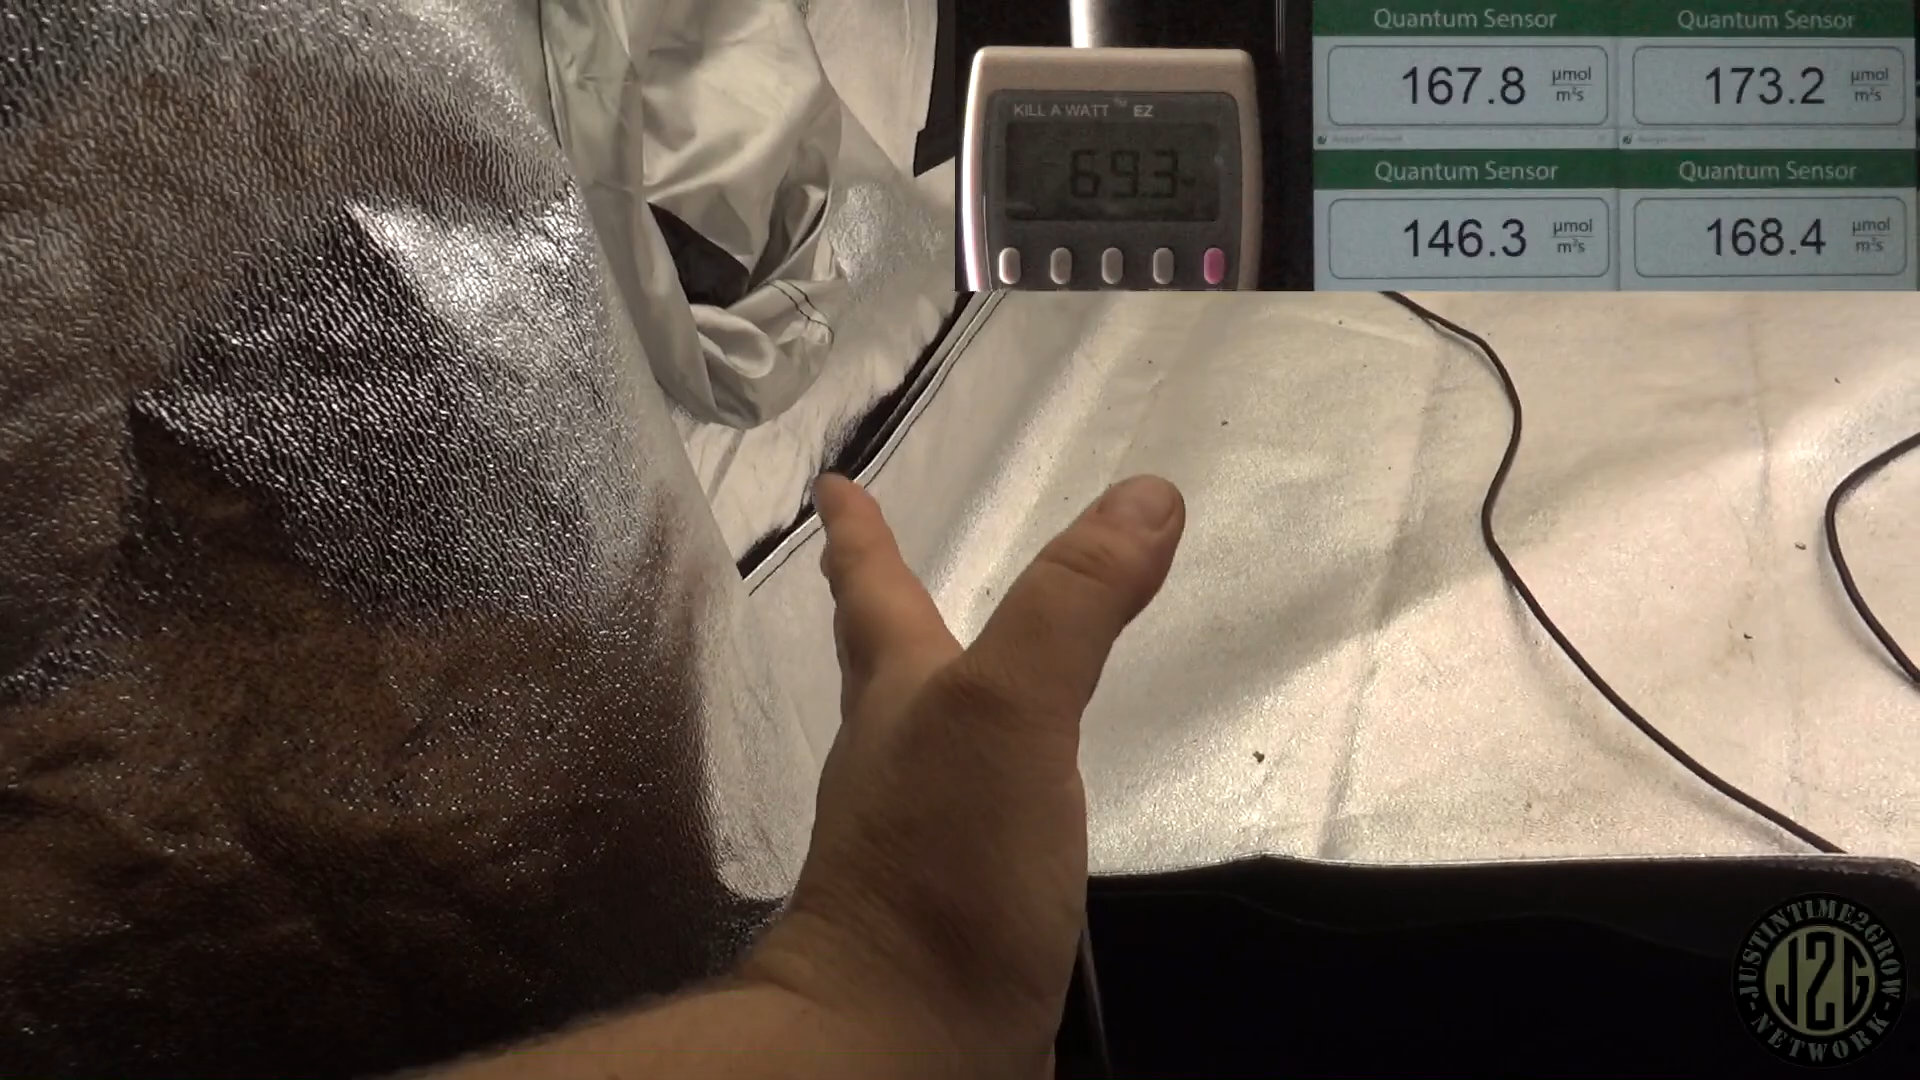 KILL A WATT™ EZ
69.3
Quantum Sensor
167.8 µmol
m²s
Quantum Sensor
173.2 µmol
m²s
Quantum Sensor
146.3 µmol
m²s
Quantum Sensor
168.4 µmol
m²s
JUSTINTIME2GROW
J2G
NETWORK